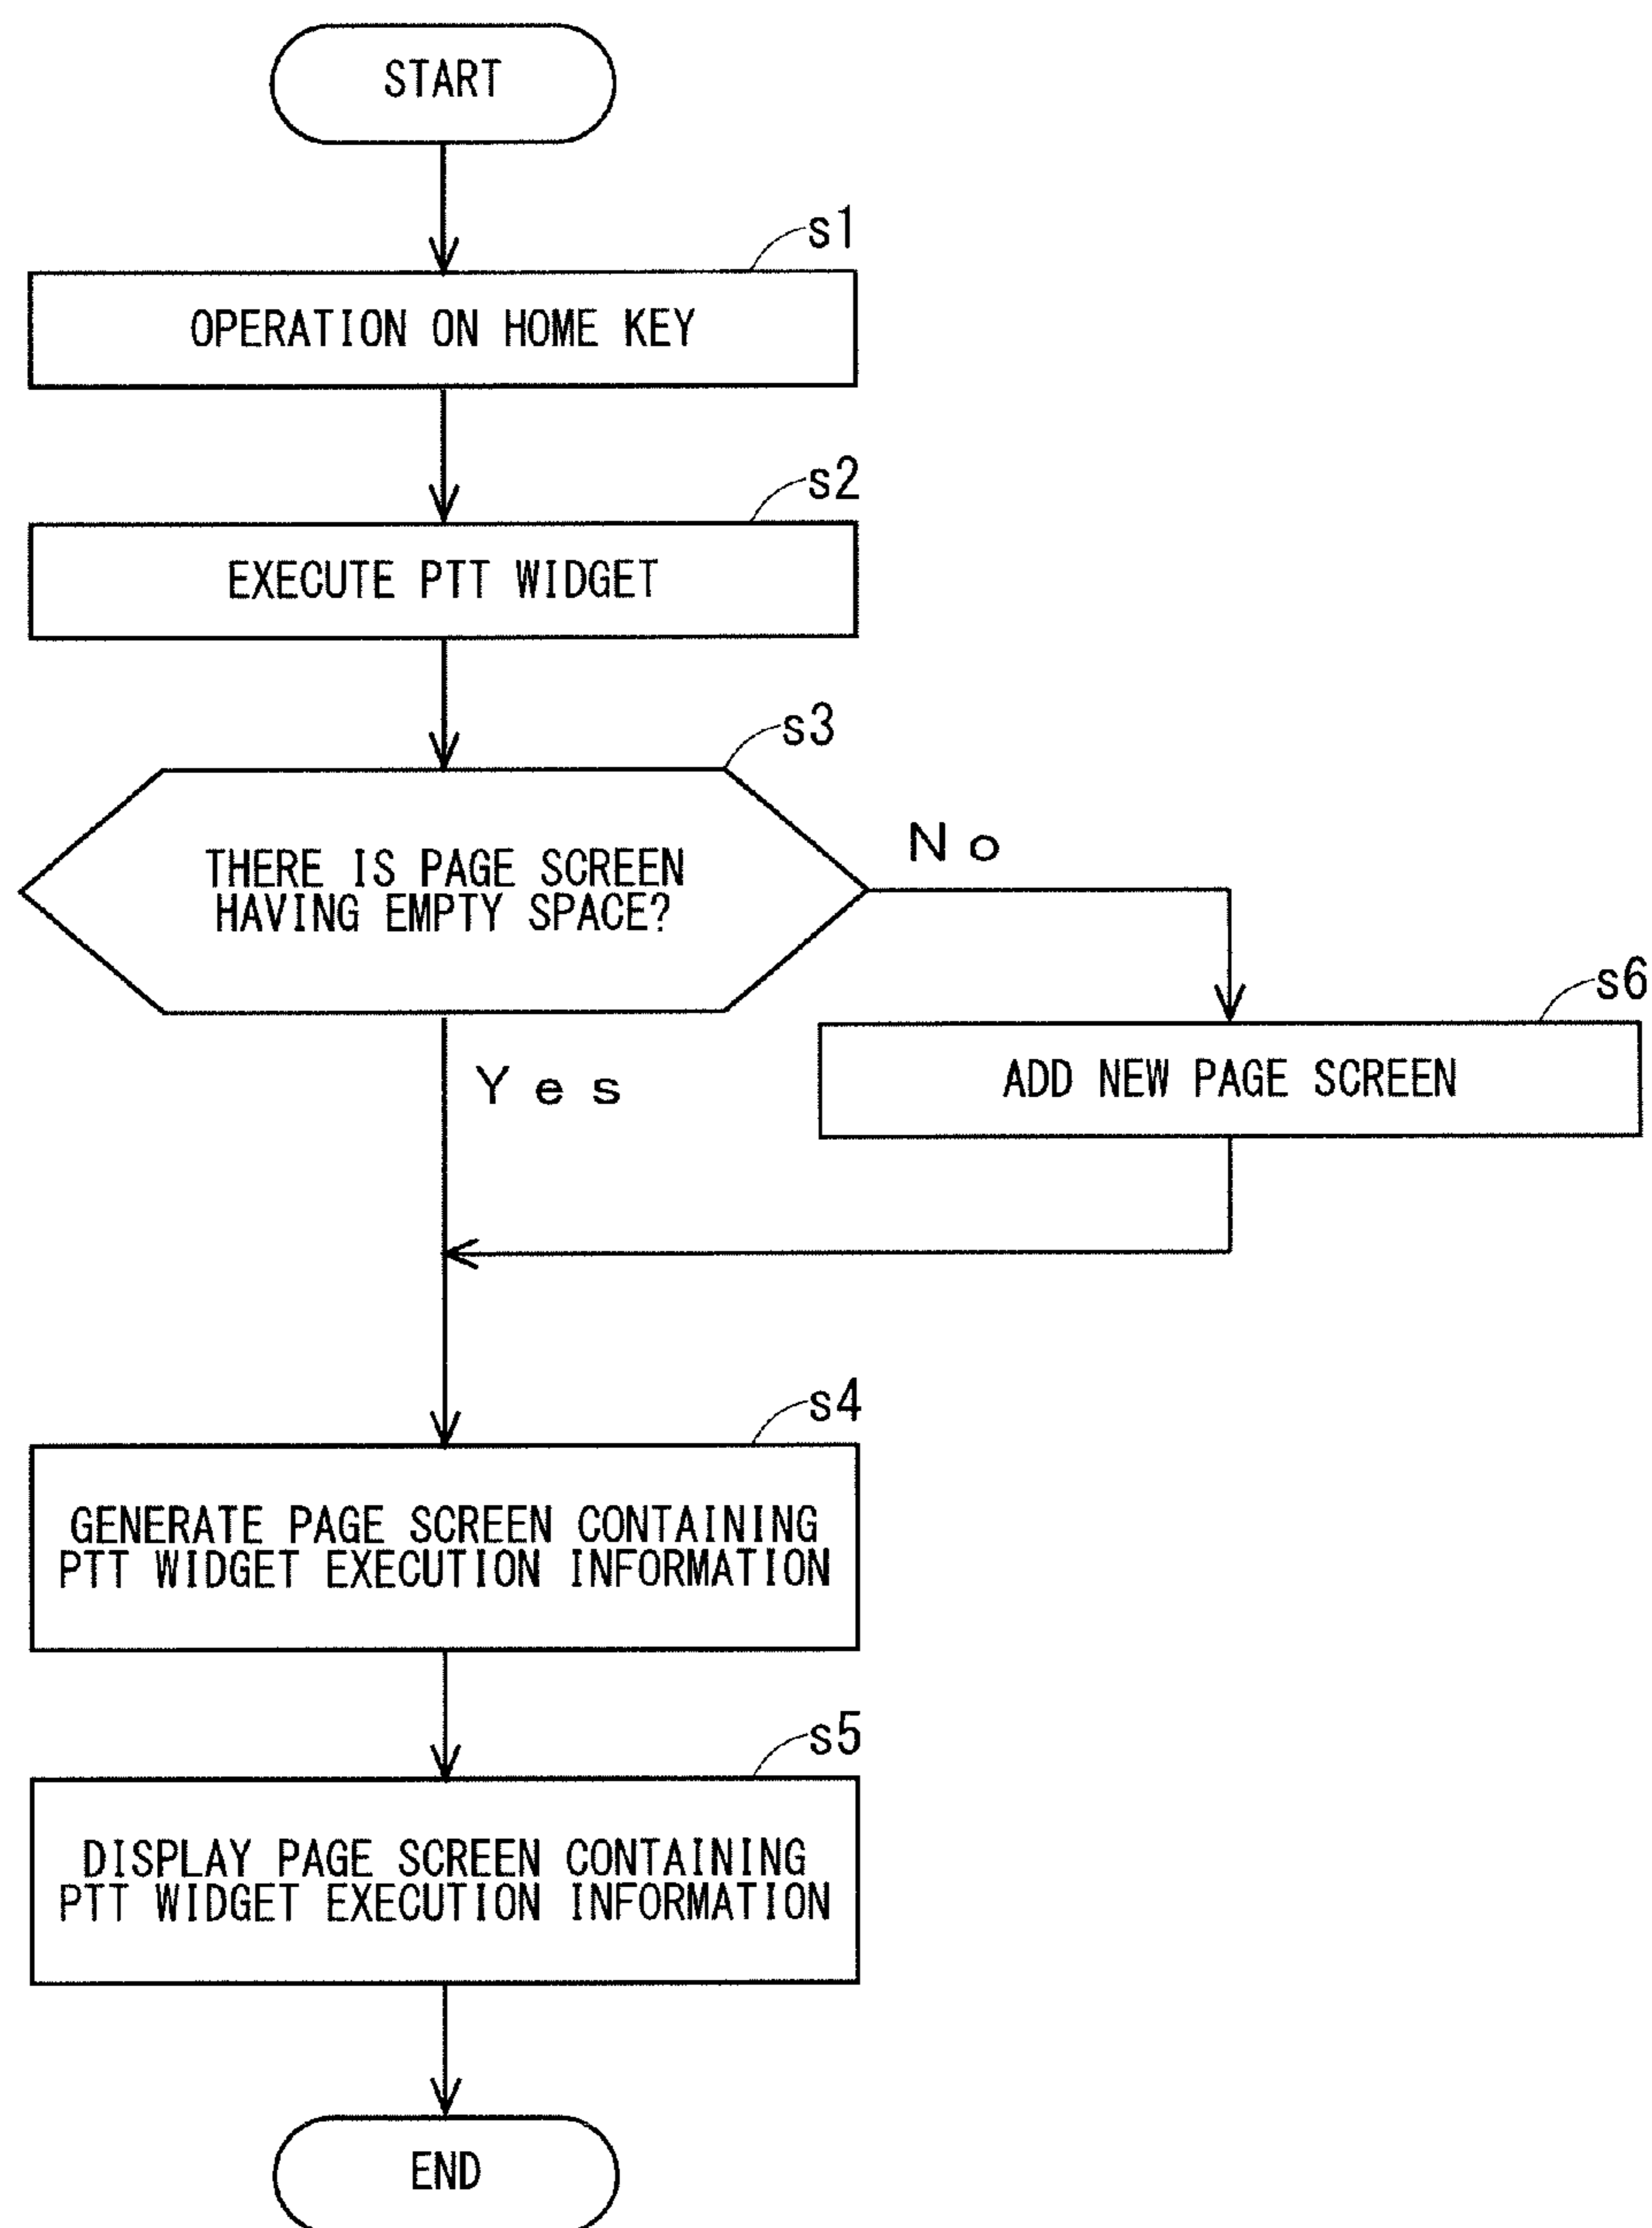 START
s1
OPERATION ON HOME KEY
s2
EXECUTE PTT WIDGET
s3
THERE IS PAGE SCREEN
HAVING EMPTY SPACE?
No
s6
Yes
ADD NEW PAGE SCREEN
s4
GENERATE PAGE SCREEN CONTAINING
PTT WIDGET EXECUTION INFORMATION
s5
DISPLAY PAGE SCREEN CONTAINING
PTT WIDGET EXECUTION INFORMATION
END